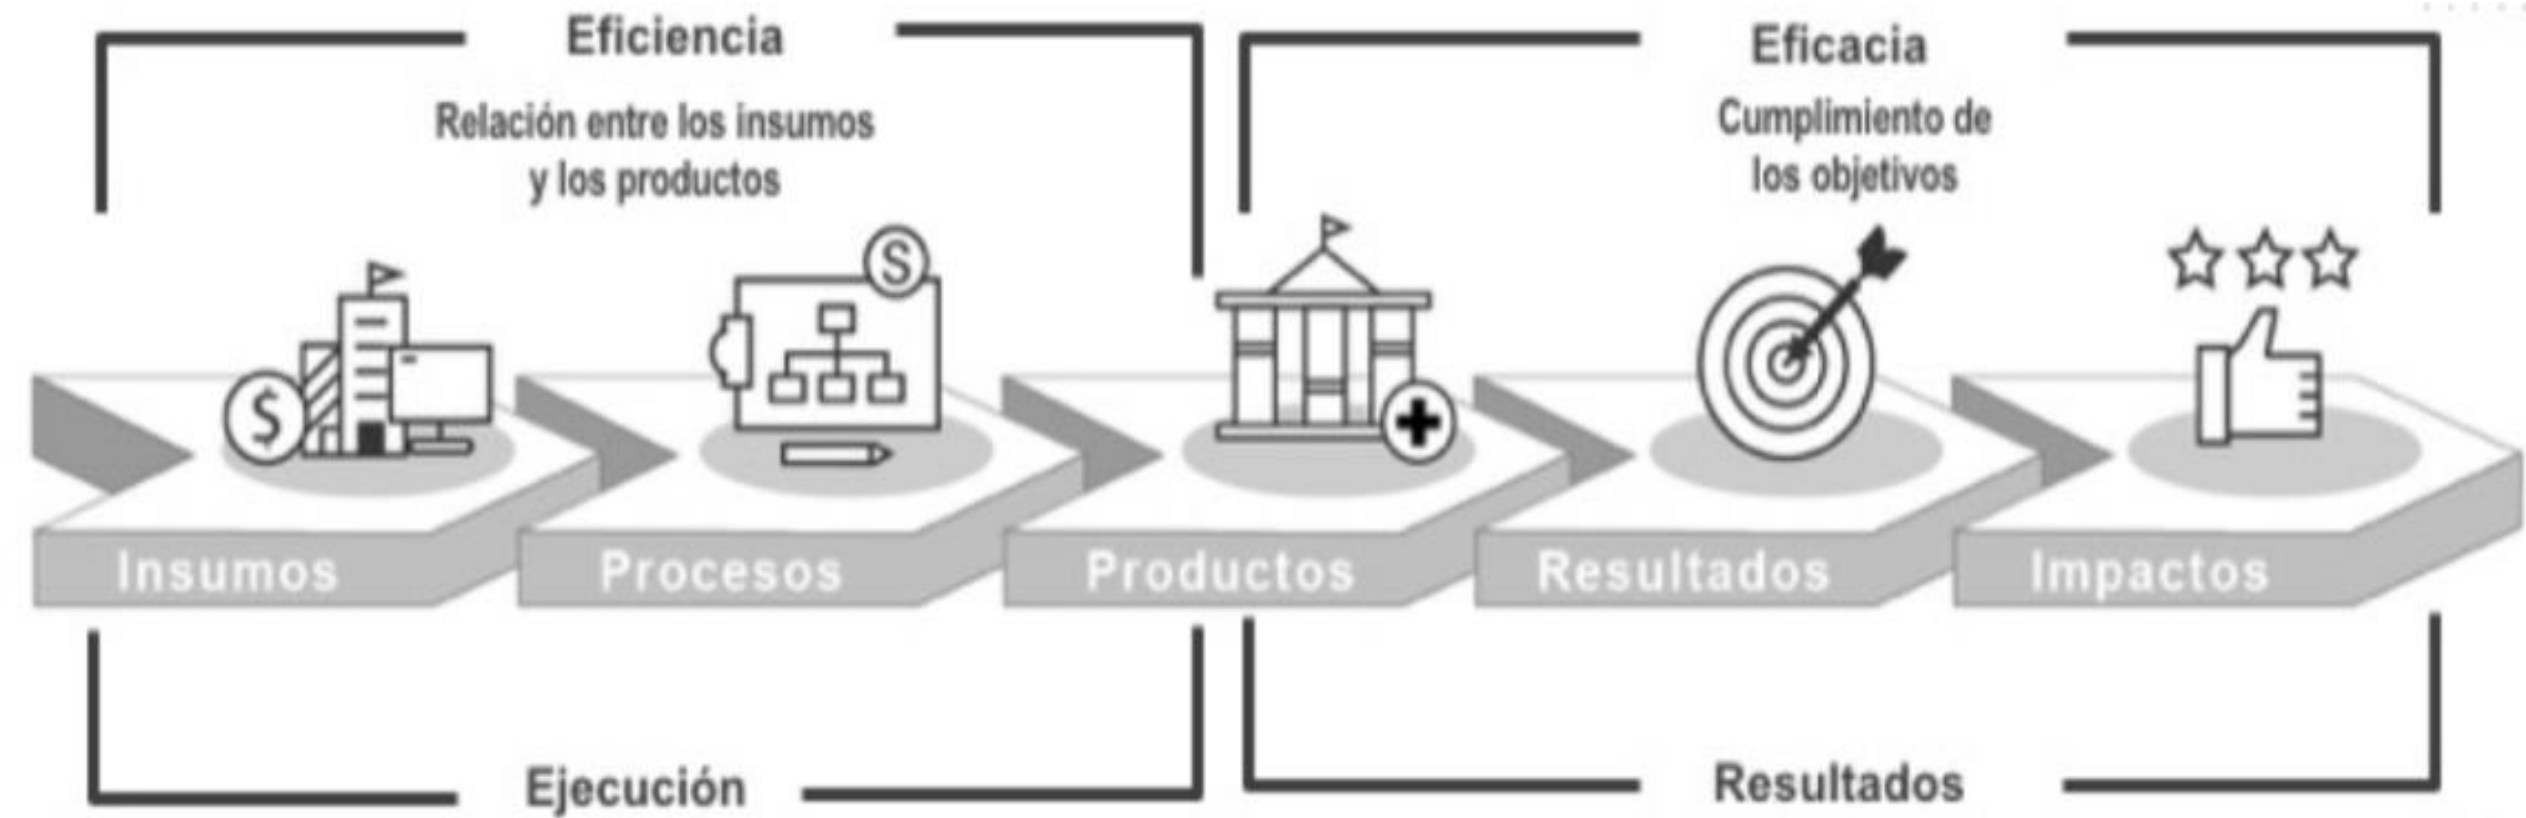 Eficiencia
Relación entre los insumos
y los productos
Eficacia
Cumplimiento de
los objetivos
$
S
Insumos
Procesos
Productos
Resultados
Impactos
Ejecución
Resultados